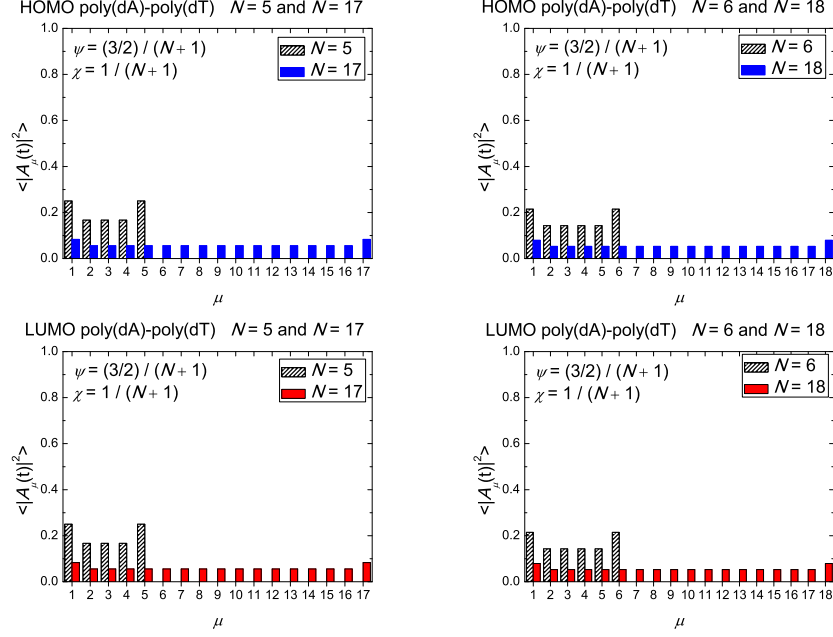 HOMO poly(dA)-poly(dT) N = 5 and N = 17
ψ = (3/2) / (N + 1)
χ = 1 / (N + 1)
N = 5
N = 17
<|A_μ(t)|^2>
1.0
0.8
0.6
0.4
0.2
0.0
1 2 3 4 5 6 7 8 9 10 11 12 13 14 15 16 17
μ
HOMO poly(dA)-poly(dT) N = 6 and N = 18
ψ = (3/2) / (N + 1)
χ = 1 / (N + 1)
N = 6
N = 18
<|A_μ(t)|^2>
1.0
0.8
0.6
0.4
0.2
0.0
1 2 3 4 5 6 7 8 9 10 11 12 13 14 15 16 17 18
μ
LUMO poly(dA)-poly(dT) N = 5 and N = 17
ψ = (3/2) / (N + 1)
χ = 1 / (N + 1)
N = 5
N = 17
<|A_μ(t)|^2>
1.0
0.8
0.6
0.4
0.2
0.0
1 2 3 4 5 6 7 8 9 10 11 12 13 14 15 16 17
μ
LUMO poly(dA)-poly(dT) N = 6 and N = 18
ψ = (3/2) / (N + 1)
χ = 1 / (N + 1)
N = 6
N = 18
<|A_μ(t)|^2>
1.0
0.8
0.6
0.4
0.2
0.0
1 2 3 4 5 6 7 8 9 10 11 12 13 14 15 16 17 18
μ